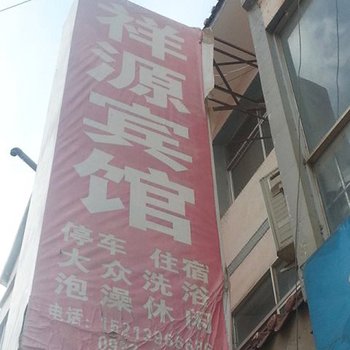 祥源宾馆
停车 住宿
大众 洗浴
泡澡 休闲
电话: